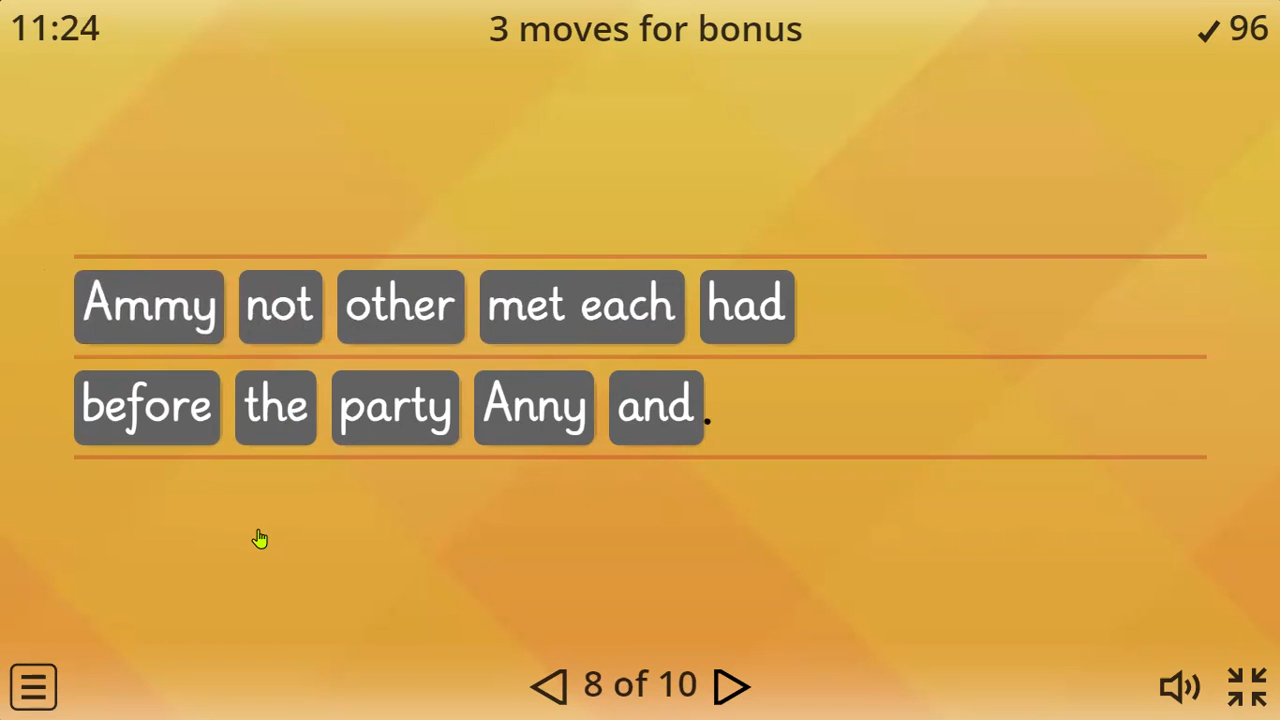 11:24 3 moves for bonus ✓ 96
Ammy not other met each had
before the party Anny and.
8 of 10